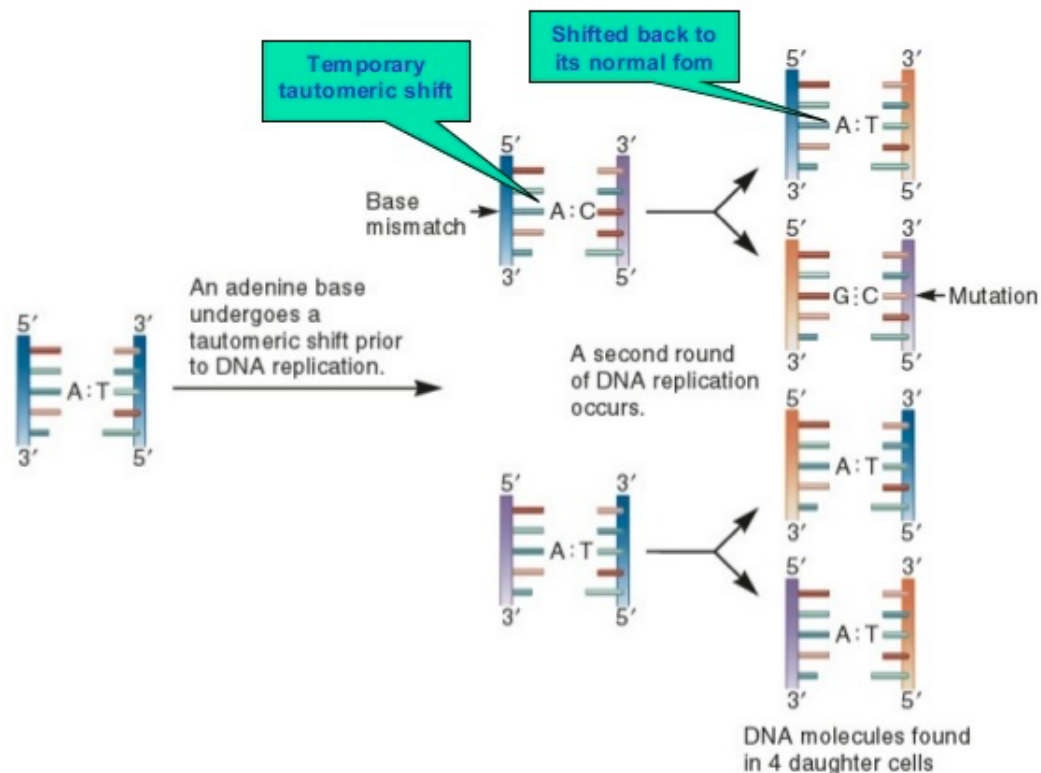 Temporary
tautomeric shift
Shifted back to
its normal fom
5′ 3′
A:T
3′ 5′
An adenine base
undergoes a
tautomeric shift prior
to DNA replication.
5′ 3′
Base
mismatch
A:C
3′ 5′
5′ 3′
A:T
3′ 5′
A second round
of DNA replication
occurs.
5′ 3′
A:T
3′ 5′
5′ 3′
G:C
Mutation
3′ 5′
5′ 3′
A:T
3′ 5′
5′ 3′
A:T
3′ 5′
DNA molecules found
in 4 daughter cells